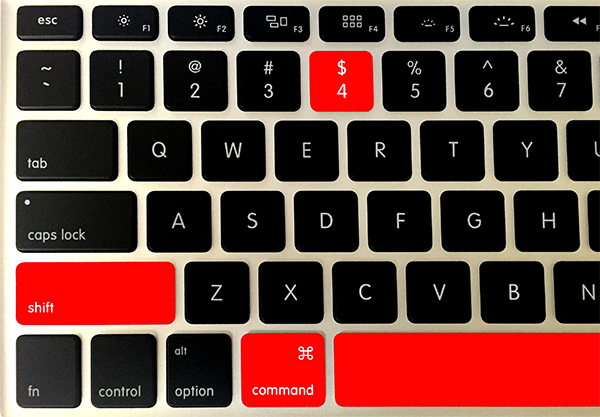 esc F1 F2 F3 F4 F5 F6
~ ! @ # $ % ^ &
` 1 2 3 4 5 6 7
tab Q W E R T Y
caps lock A S D F G H
shift Z X C V B N
alt ⌘
fn control option command